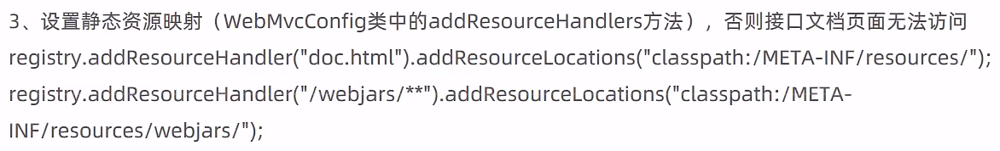 3、设置静态资源映射（WebMvcConfig类中的addResourceHandlers方法），否则接口文档页面无法访问
registry.addResourceHandler("doc.html").addResourceLocations("classpath:/META-INF/resources/");
registry.addResourceHandler("/webjars/**").addResourceLocations("classpath:/META-
INF/resources/webjars/");